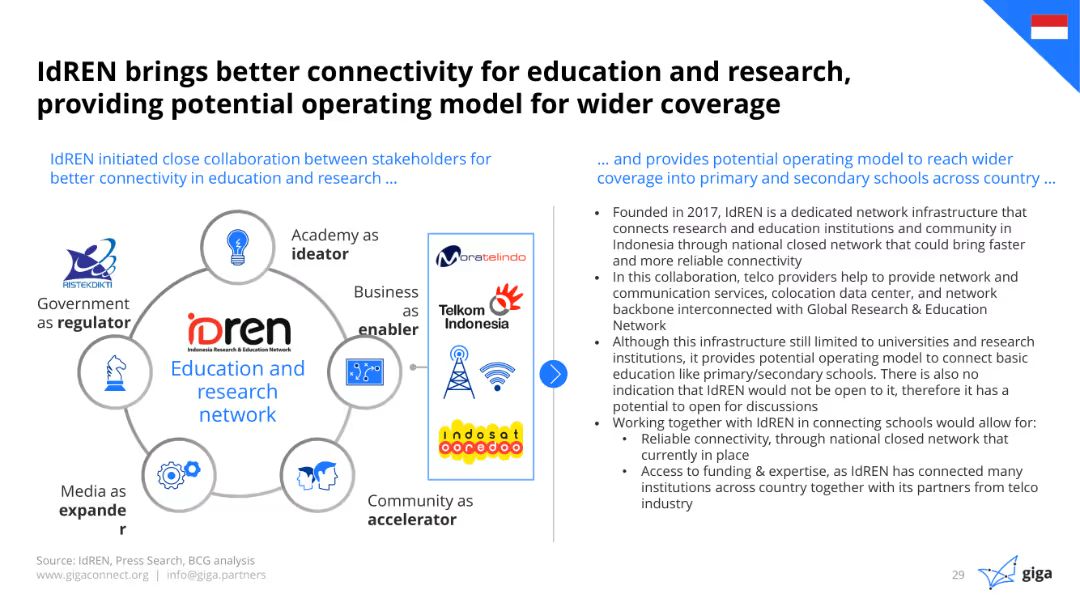 IdREN brings better connectivity for education and research,
providing potential operating model for wider coverage
IdREN initiated close collaboration between stakeholders for
better connectivity in education and research ...
RISTEKDIKTI
Government
as regulator
Academy as
ideator
Business
as
enabler
idren
Indonesia Research & Education Network
Education and
research
network
Media as
expande
r
Community as
accelerator
Moratelindo
Telkom
Indonesia
indosat
ooredoo
... and provides potential operating model to reach wider
coverage into primary and secondary schools across country ...
• Founded in 2017, IdREN is a dedicated network infrastructure that
connects research and education institutions and community in
Indonesia through national closed network that could bring faster
and more reliable connectivity
• In this collaboration, telco providers help to provide network and
communication services, colocation data center, and network
backbone interconnected with Global Research & Education
Network
• Although this infrastructure still limited to universities and research
institutions, it provides potential operating model to connect basic
education like primary/secondary schools. There is also no
indication that IdREN would not be open to it, therefore it has a
potential to open for discussions
• Working together with IdREN in connecting schools would allow for:
• Reliable connectivity, through national closed network that
currently in place
• Access to funding & expertise, as IdREN has connected many
institutions across country together with its partners from telco
industry
Source: IdREN, Press Search, BCG analysis
www.gigaconnect.org | info@giga.partners
29
giga